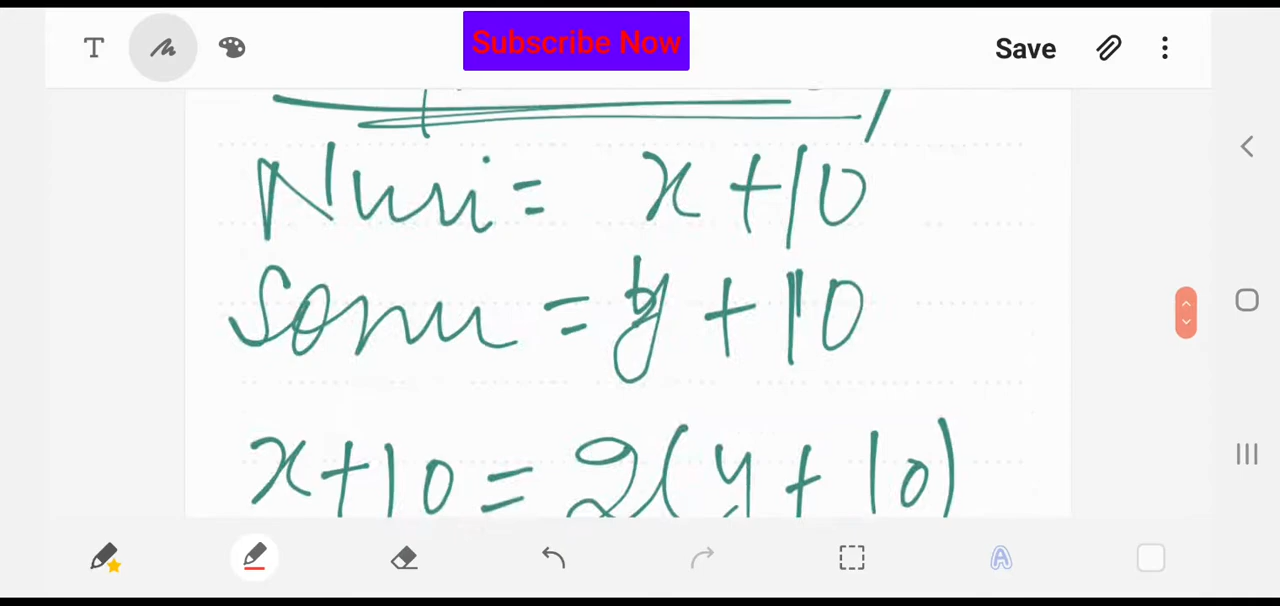 T Subscribe Now Save
Nuri = x + 10
Sonu = y + 10
x + 10 = 2(y + 10)
A